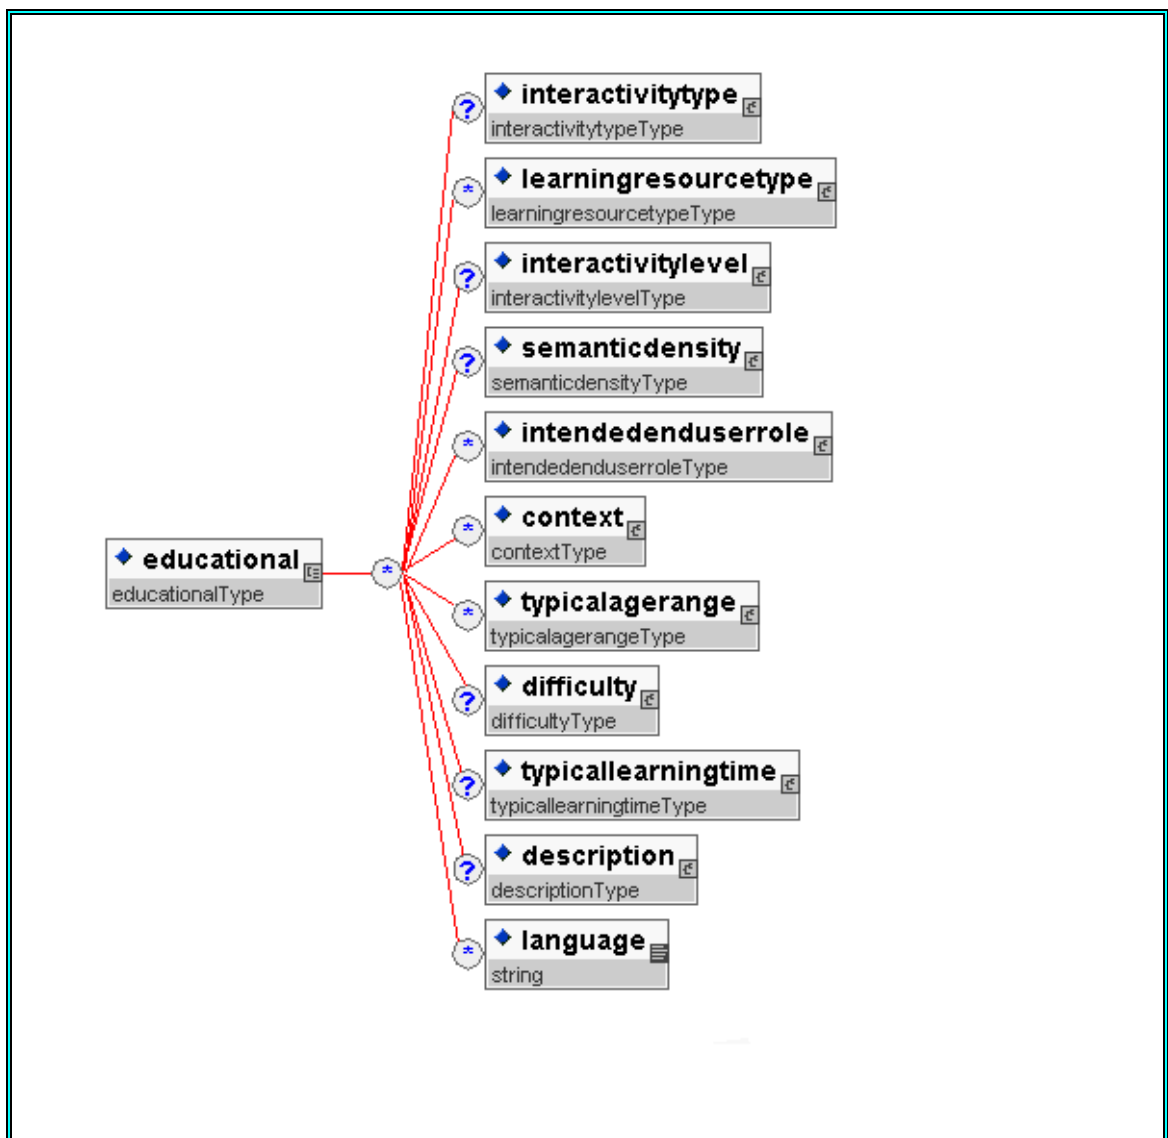 ? interactivitytype
interactivitytypeType
* learningresourcetype
learningresourcetypeType
? interactivitylevel
interactivitylevelType
? semanticdensity
semanticdensityType
* intendedenduserrole
intendedenduserroleType
* context
contextType
educational *
educationalType
* typicalagerange
typicalagerangeType
? difficulty
difficultyType
? typicallearningtime
typicallearningtimeType
? description
descriptionType
* language
string